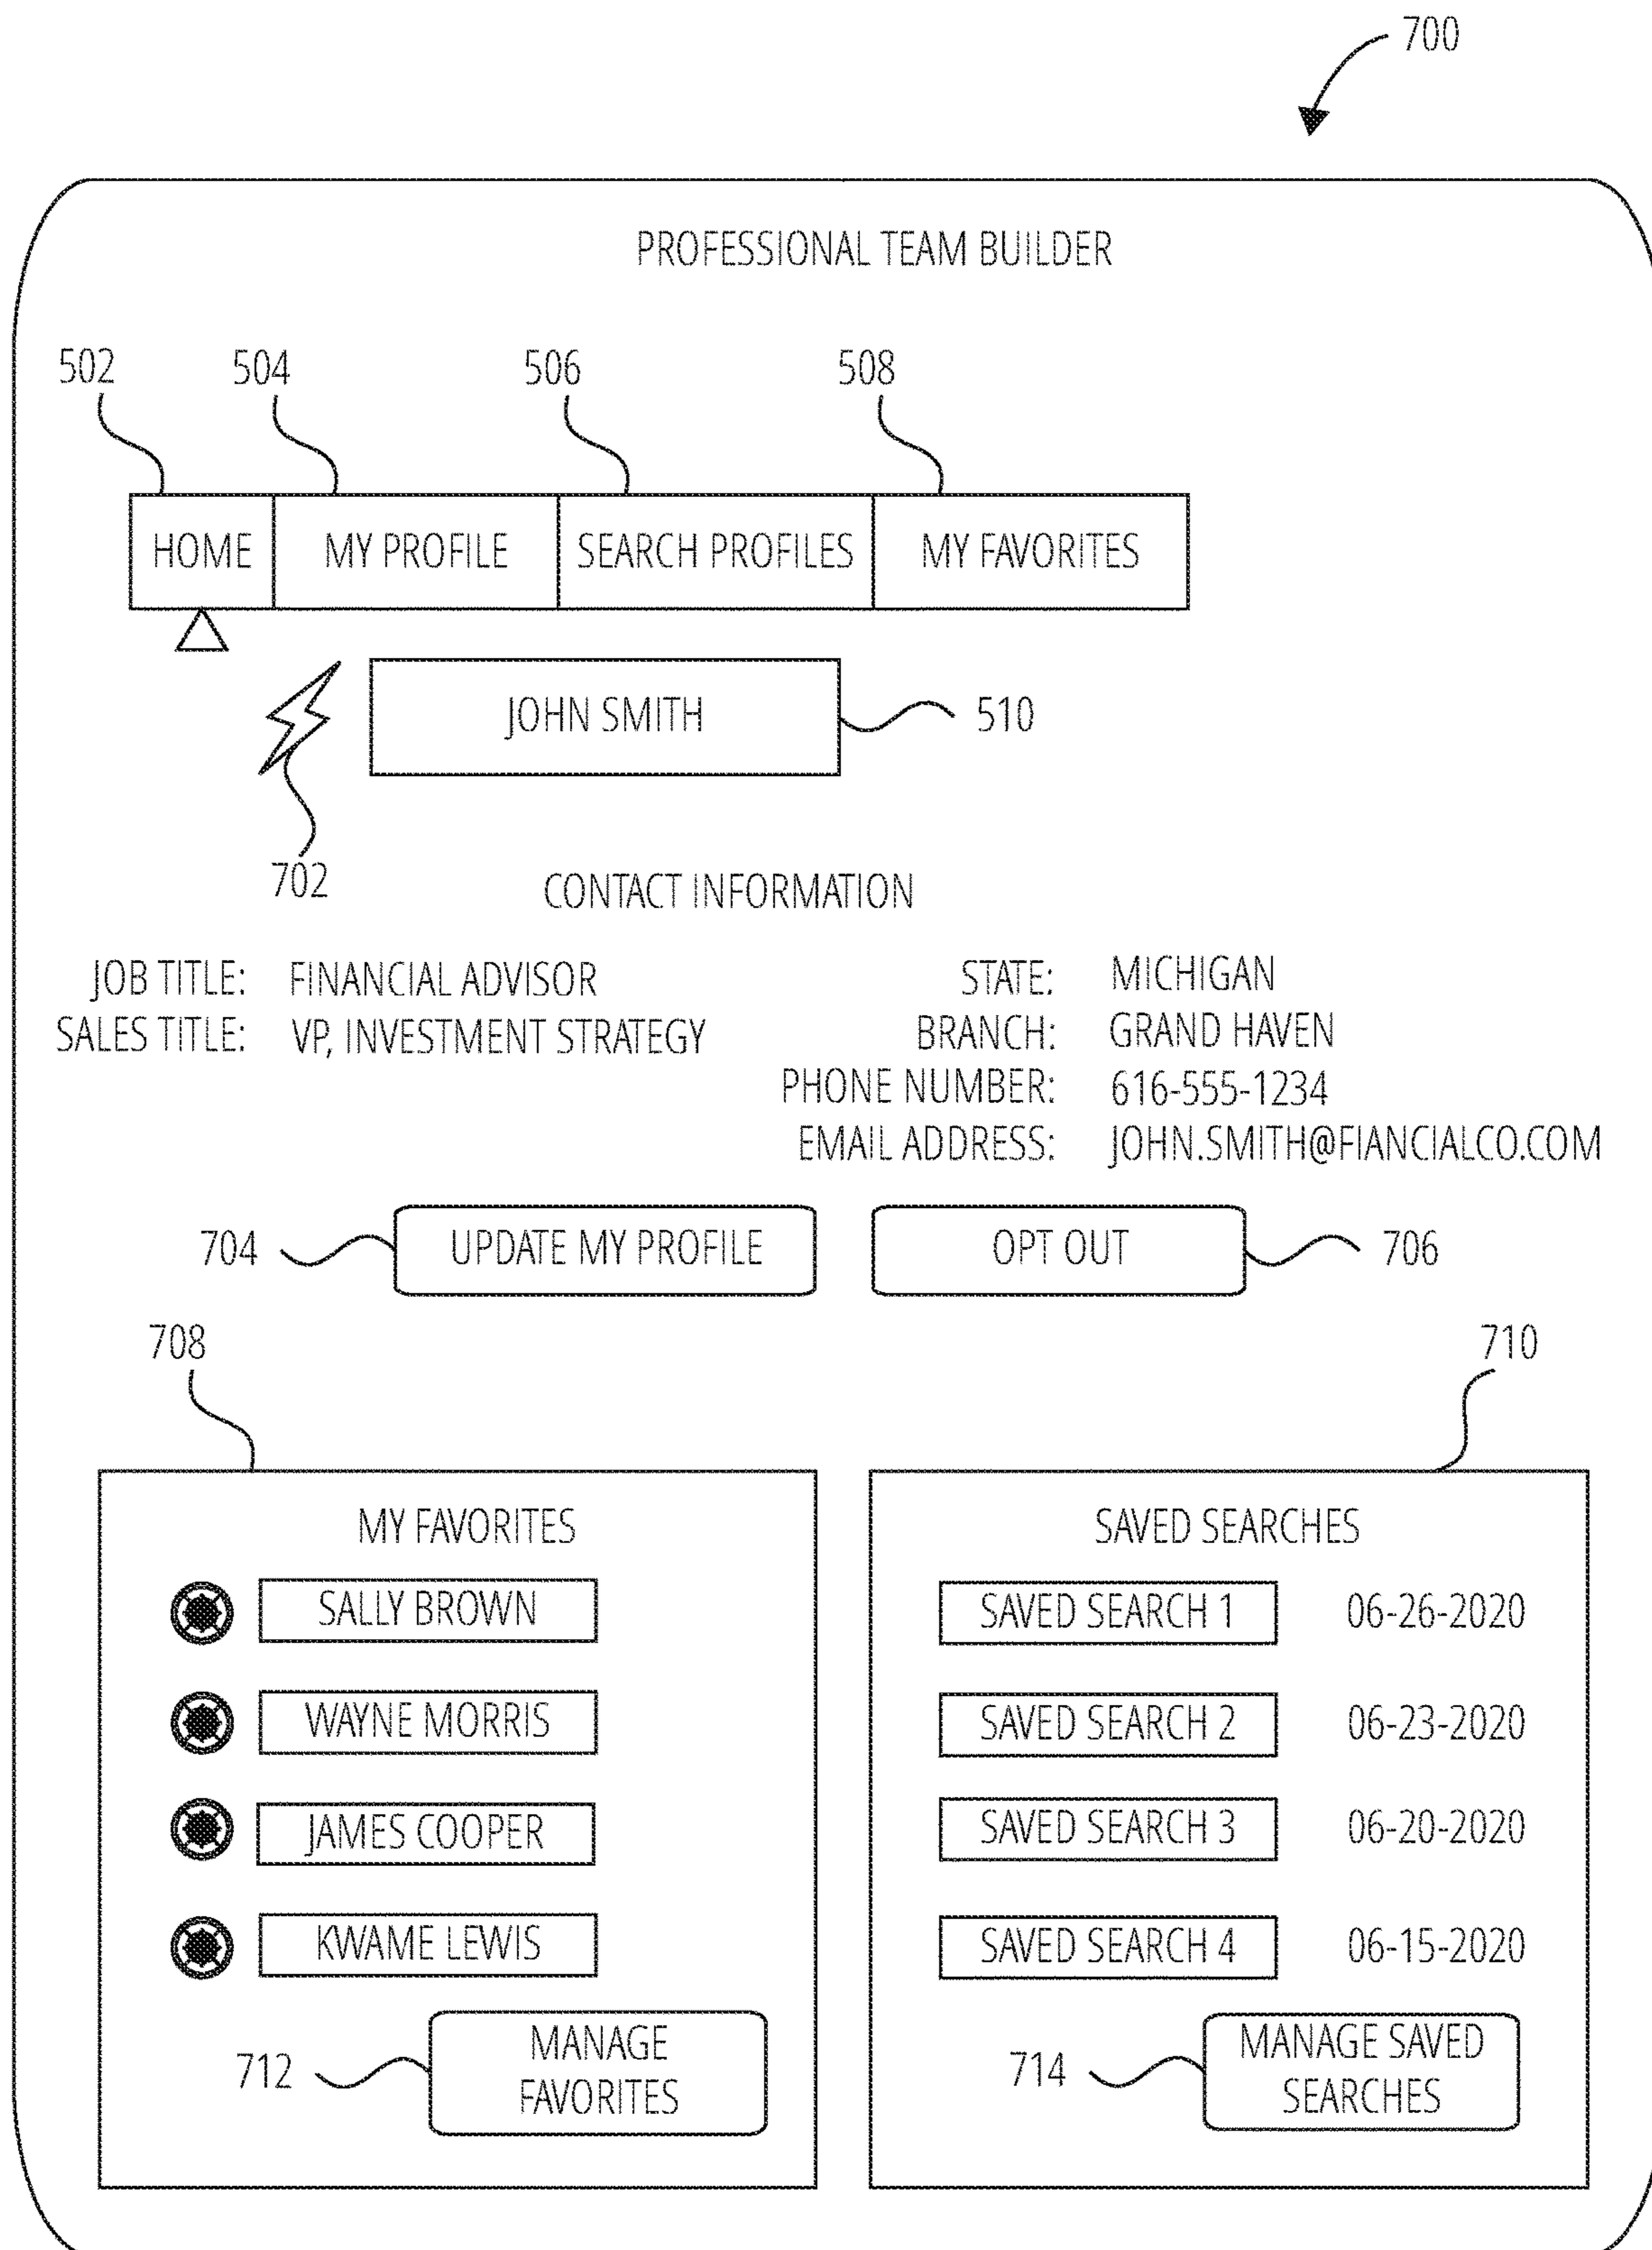 700
PROFESSIONAL TEAM BUILDER
502 504 506 508
HOME MY PROFILE SEARCH PROFILES MY FAVORITES
JOHN SMITH 510
702
CONTACT INFORMATION
JOB TITLE: FINANCIAL ADVISOR
SALES TITLE: VP, INVESTMENT STRATEGY
STATE: MICHIGAN
BRANCH: GRAND HAVEN
PHONE NUMBER: 616-555-1234
EMAIL ADDRESS: JOHN.SMITH@FIANCIALCO.COM
704 UPDATE MY PROFILE OPT OUT 706
708
MY FAVORITES
SALLY BROWN
WAYNE MORRIS
JAMES COOPER
KWAME LEWIS
712 MANAGE
FAVORITES
710
SAVED SEARCHES
SAVED SEARCH 1 06-26-2020
SAVED SEARCH 2 06-23-2020
SAVED SEARCH 3 06-20-2020
SAVED SEARCH 4 06-15-2020
714 MANAGE SAVED
SEARCHES